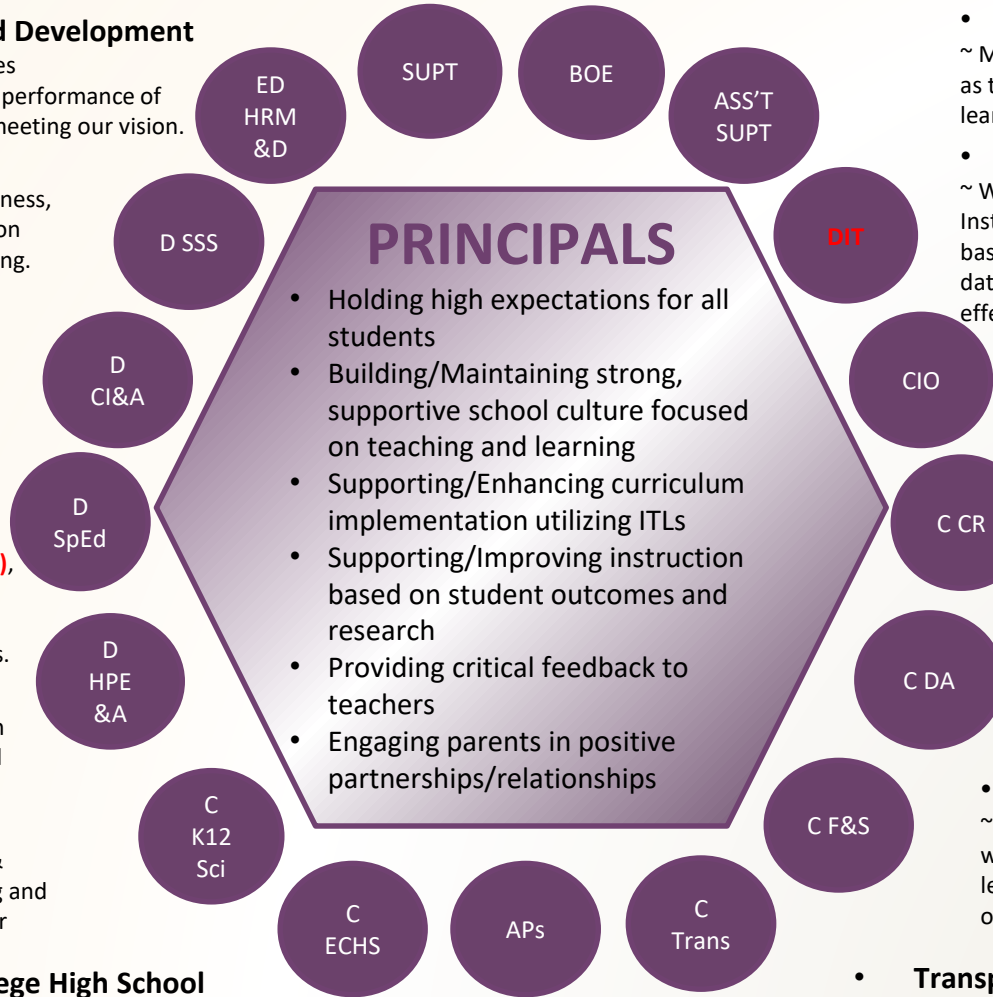 d Development
es
performance of
meeting our vision.
ness,
on
ng.
),
s.
n
d
&
g and
r
ege High School
ED
HRM
&D
SUPT
BOE
ASS’T
SUPT
D SSS
DIT
D
CI&A
CIO
D
SpEd
C CR
D
HPE
&A
C DA
C
K12
Sci
C F&S
C
ECHS
APs
C
Trans
PRINCIPALS
• Holding high expectations for all
students
• Building/Maintaining strong,
supportive school culture focused
on teaching and learning
• Supporting/Enhancing curriculum
implementation utilizing ITLs
• Supporting/Improving instruction
based on student outcomes and
research
• Providing critical feedback to
teachers
• Engaging parents in positive
partnerships/relationships
•
~ M
as t
lear
•
~ W
Inst
bas
dat
effe
•
~
w
le
o
• Transp